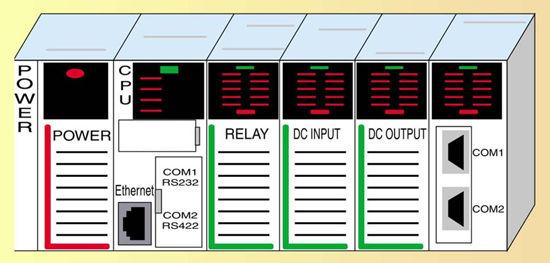 POWER
POWER
CPU
Ethernet
COM1
RS232
COM2
RS422
RELAY
DC INPUT
DC OUTPUT
COM1
COM2